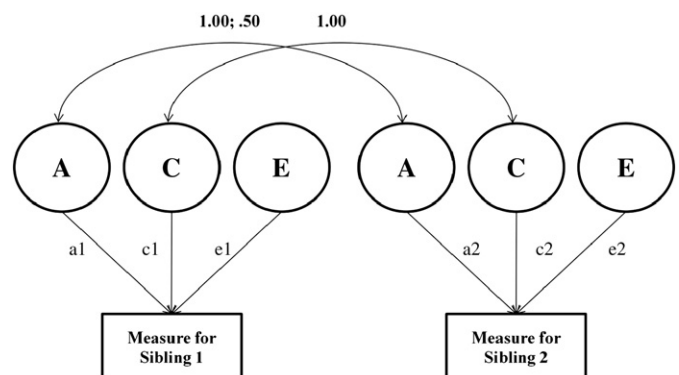 1.00; .50 1.00
A C E A C E
a1 c1 e1 a2 c2 e2
Measure for
Sibling 1
Measure for
Sibling 2